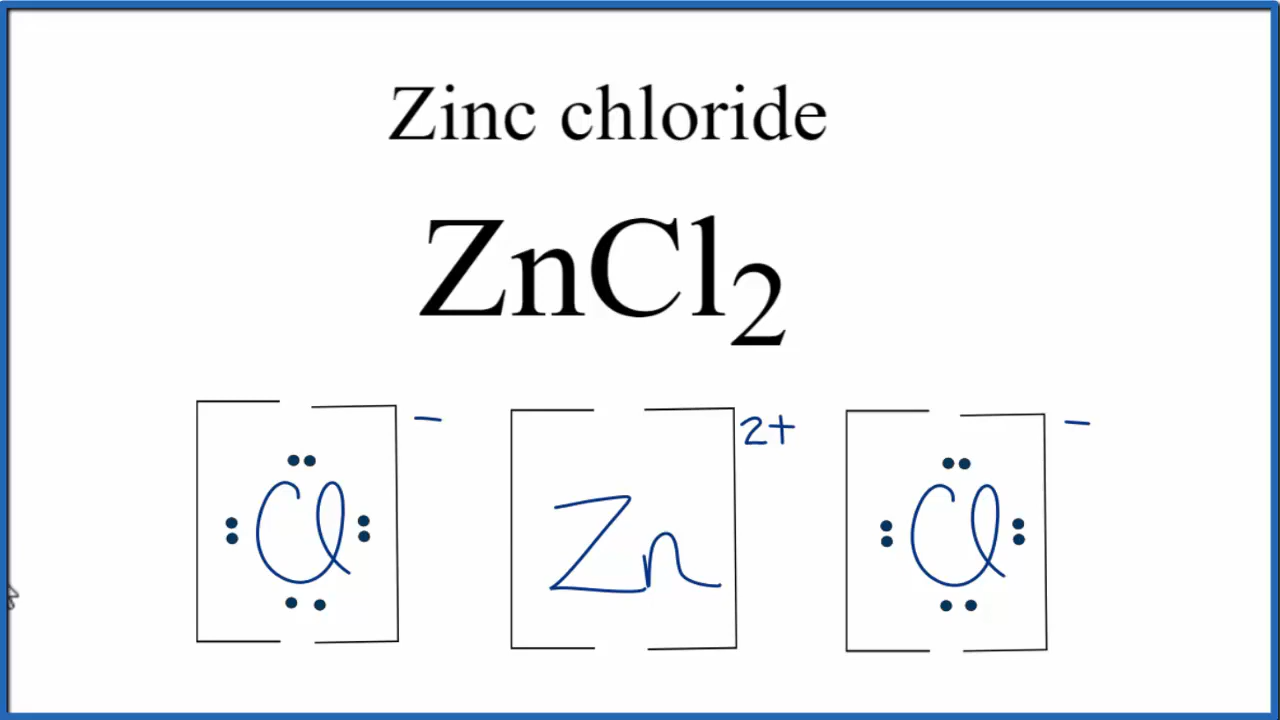 Zinc chloride
ZnCl₂
Cl − Zn 2+ Cl −